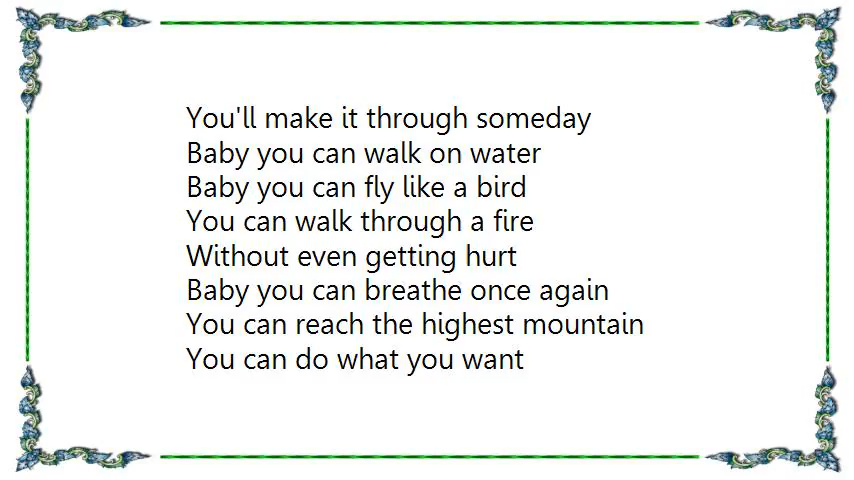 You'll make it through someday
Baby you can walk on water
Baby you can fly like a bird
You can walk through a fire
Without even getting hurt
Baby you can breathe once again
You can reach the highest mountain
You can do what you want